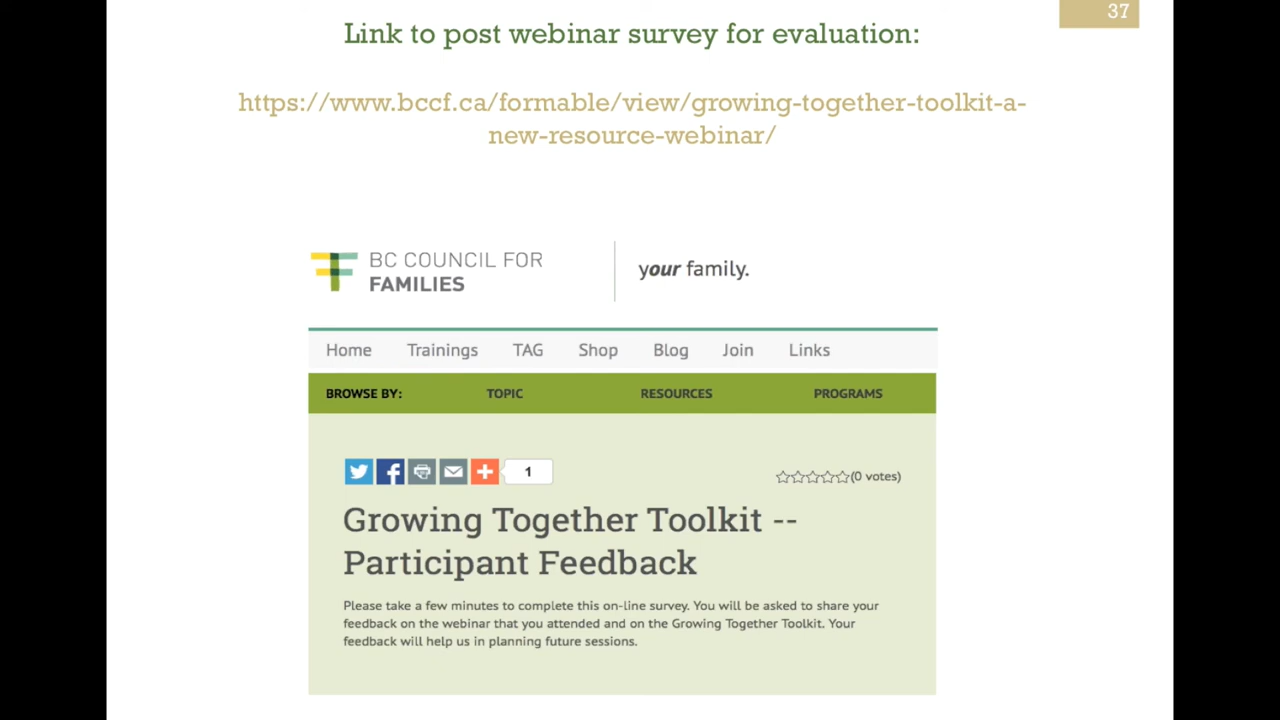 37
Link to post webinar survey for evaluation:
https://www.bccf.ca/formable/view/growing-together-toolkit-a-
new-resource-webinar/
BC COUNCIL FOR
FAMILIES
your family.
Home Trainings TAG Shop Blog Join Links
BROWSE BY: TOPIC RESOURCES PROGRAMS
1
(0 votes)
Growing Together Toolkit --
Participant Feedback
Please take a few minutes to complete this on-line survey. You will be asked to share your
feedback on the webinar that you attended and on the Growing Together Toolkit. Your
feedback will help us in planning future sessions.